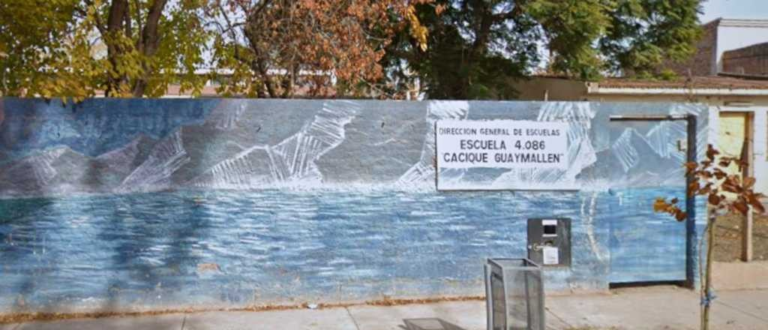 DIRECCION GENERAL DE ESCUELAS
ESCUELA 4.086
"CACIQUE GUAYMALLEN"